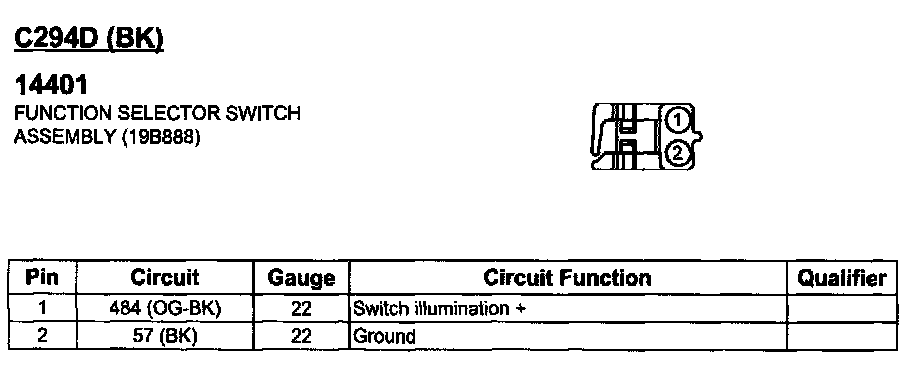 C294D (BK)
14401
FUNCTION SELECTOR SWITCH
ASSEMBLY (19B888)
1
2
Pin Circuit Gauge Circuit Function Qualifier
1 484 (OG-BK) 22 Switch illumination +
2 57 (BK) 22 Ground